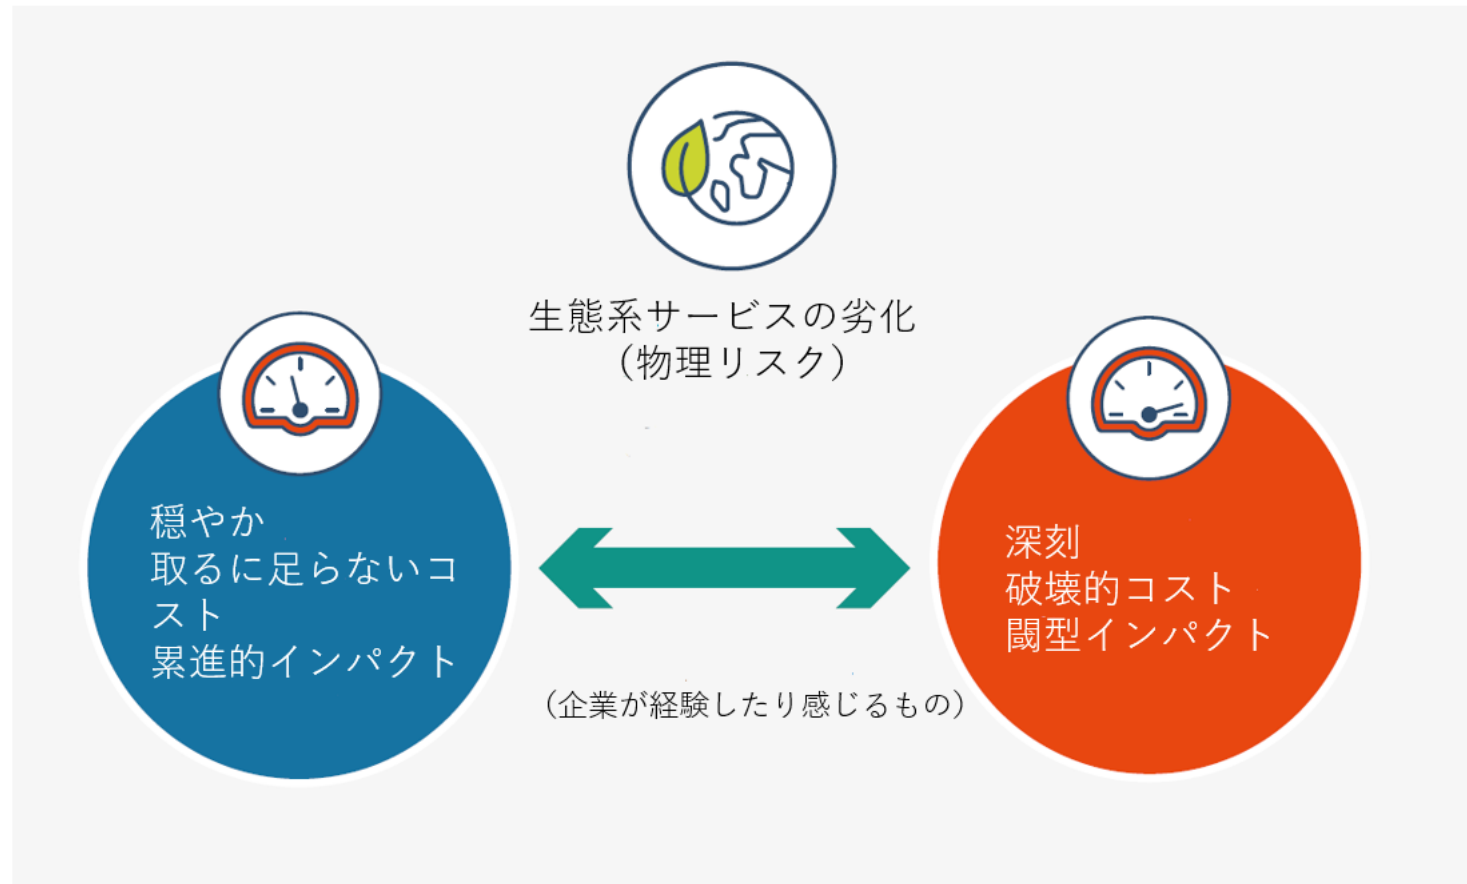 生態系サービスの劣化
（物理リスク）
穏やか
取るに足らないコ
スト
累進的インパクト
深刻
破壊的コスト
閾型インパクト
（企業が経験したり感じるもの）